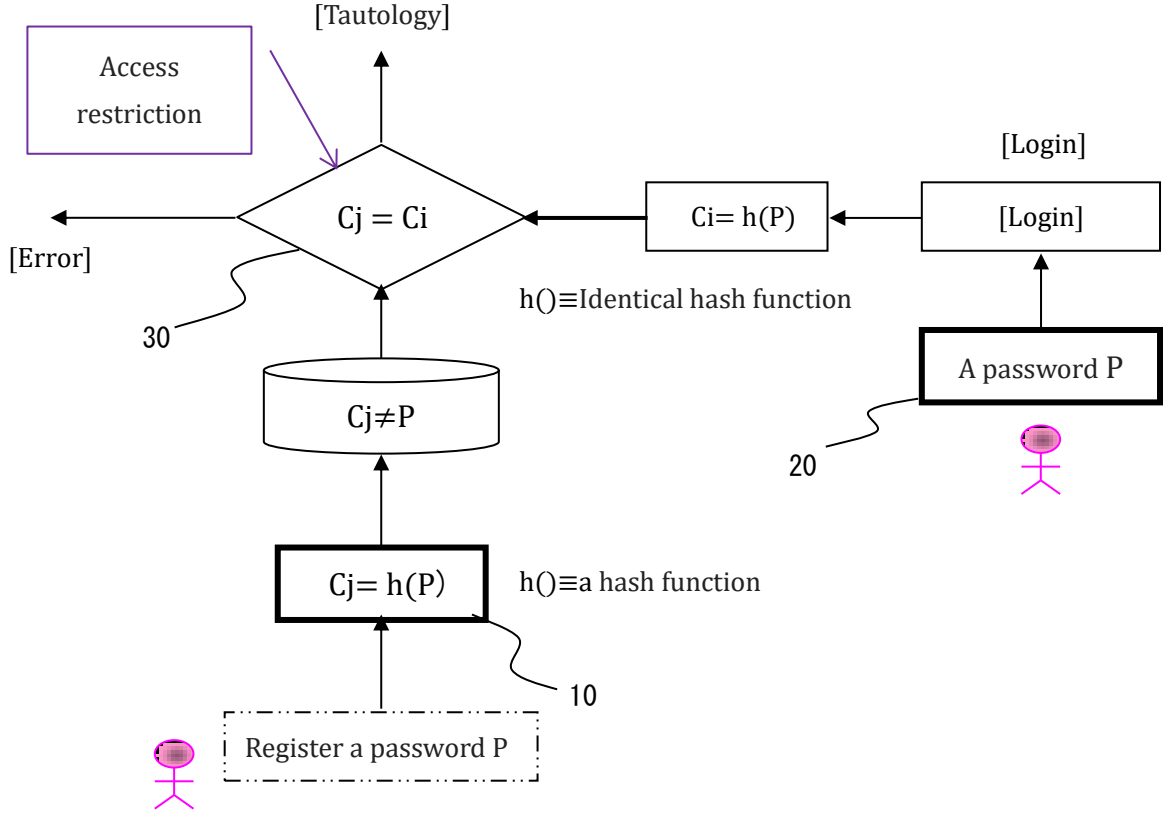 [Tautology]
Access
restriction
[Login]
Cj = Ci
Ci= h(P)
[Login]
[Error]
h()≡Identical hash function
30
A password P
Cj≠P
20
Cj= h(P)
h()≡a hash function
10
Register a password P